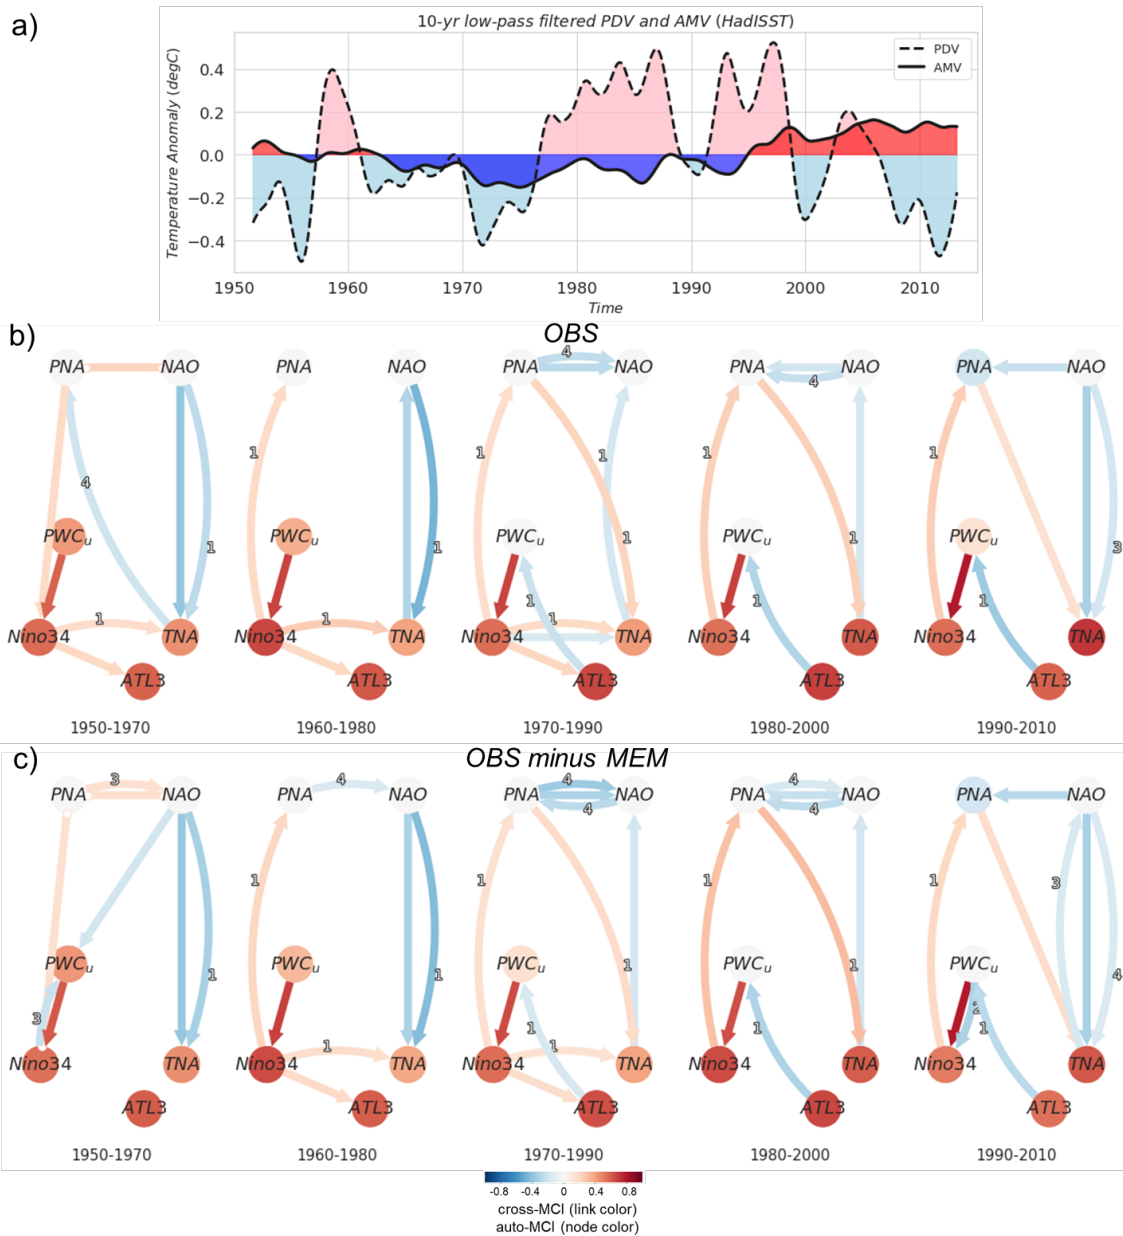 a)
10-yr low-pass filtered PDV and AMV (HadISST)
Temperature Anomaly (degC)
0.4
0.2
0.0
−0.2
−0.4
PDV
AMV
1950 1960 1970 1980 1990 2000 2010
Time
b)
OBS
PNA NAO PNA NAO PNA 4 NAO PNA 4 NAO PNA NAO
4 1 1 1 1 1 1 1 1 3
PWCu PWCu PWCu PWCu PWCu
1 1 1 1 1 1
Nino34 TNA Nino34 TNA Nino34 TNA Nino34 TNA Nino34 TNA
ATL3 ATL3 ATL3 ATL3 ATL3
1950-1970 1960-1980 1970-1990 1980-2000 1990-2010
c)
OBS minus MEM
PNA 3 NAO PNA 4 NAO PNA 4 4 NAO PNA 4 4 NAO PNA NAO
1 1 1 1 1 1 1 1 3 4
PWCu PWCu PWCu PWCu PWCu
3 1 1 1 1 2 1
Nino34 TNA Nino34 TNA Nino34 TNA Nino34 TNA Nino34 TNA
ATL3 ATL3 ATL3 ATL3 ATL3
1950-1970 1960-1980 1970-1990 1980-2000 1990-2010
-0.8 -0.4 0 0.4 0.8
cross-MCI (link color)
auto-MCI (node color)